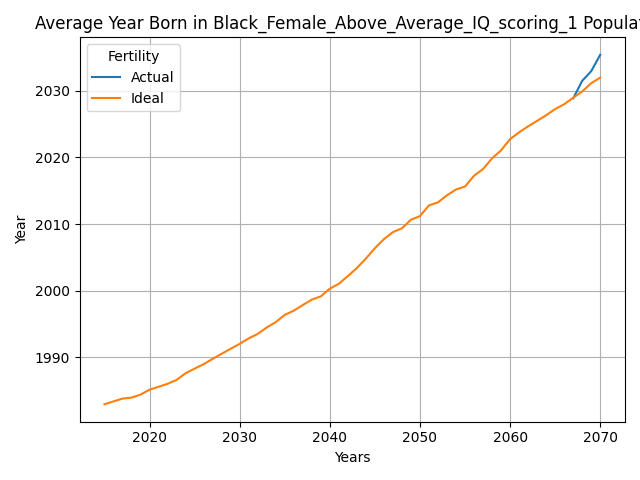 Average Year Born in Black_Female_Above_Average_IQ_scoring_1 Populat
Fertility
Actual
Ideal
2030
2020
2010
2000
1990
Year
2020 2030 2040 2050 2060 2070
Years